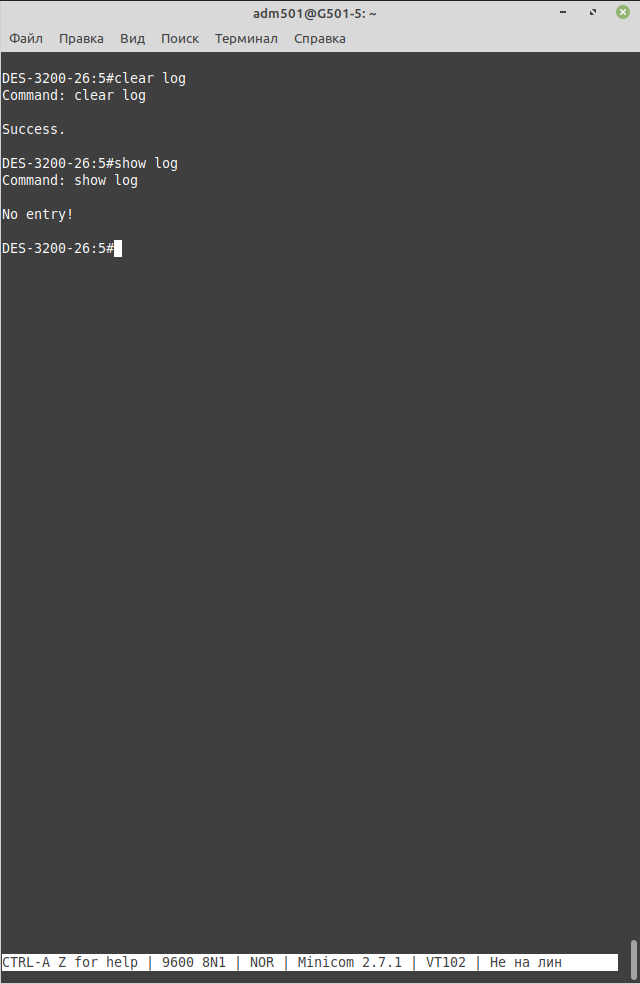 adm501@G501-5: ~
Файл Правка Вид Поиск Терминал Справка
DES-3200-26:5#clear log
Command: clear log
Success.
DES-3200-26:5#show log
Command: show log
No entry!
DES-3200-26:5#
CTRL-A Z for help | 9600 8N1 | NOR | Minicom 2.7.1 | VT102 | Не на лин